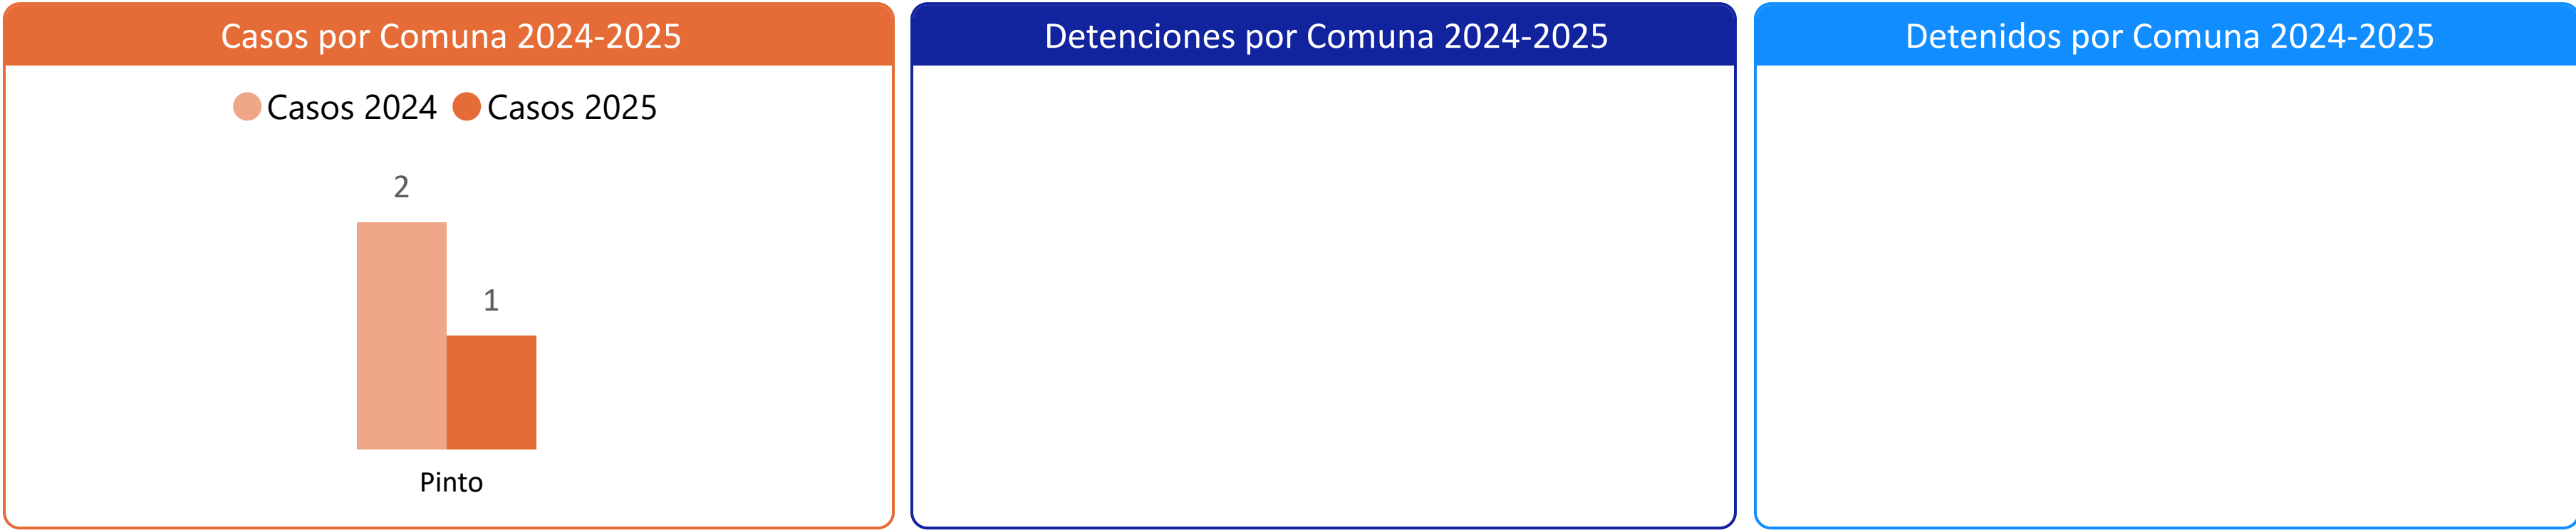 Casos por Comuna 2024-2025
Casos 2024 Casos 2025
2
1
Pinto
Detenciones por Comuna 2024-2025
Detenidos por Comuna 2024-2025